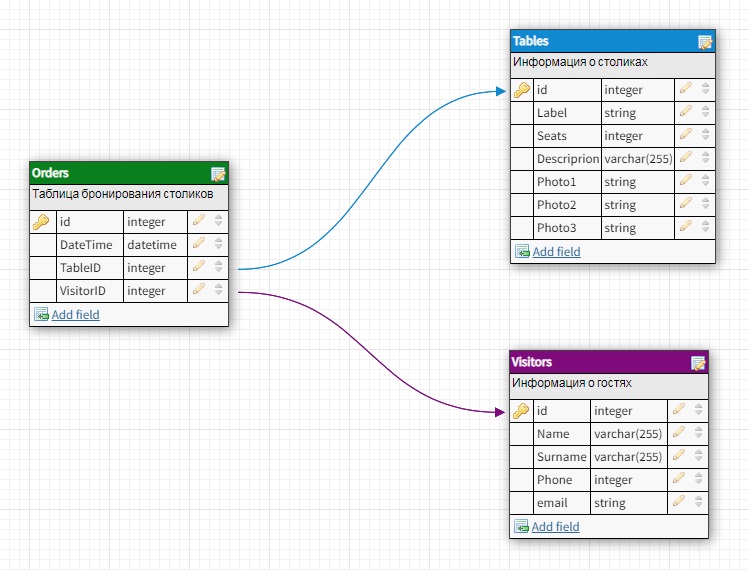 Orders
Таблица бронирования столиков
id integer
DateTime datetime
TableID integer
VisitorID integer
Add field
Tables
Информация о столиках
id integer
Label string
Seats integer
Descriprion varchar(255)
Photo1 string
Photo2 string
Photo3 string
Add field
Visitors
Информация о гостях
id integer
Name varchar(255)
Surname varchar(255)
Phone integer
email string
Add field